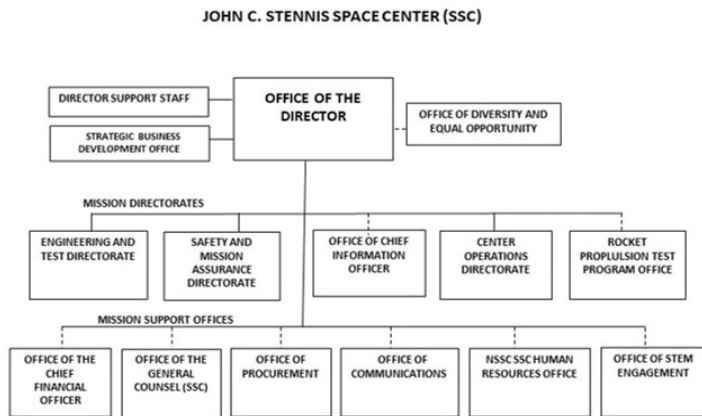 JOHN C. STENNIS SPACE CENTER (SSC)
DIRECTOR SUPPORT STAFF
STRATEGIC BUSINESS
DEVELOPMENT OFFICE
OFFICE OF THE
DIRECTOR
OFFICE OF DIVERSITY AND
EQUAL OPPORTUNITY
MISSION DIRECTORATES
ENGINEERING AND
TEST DIRECTORATE
SAFETY AND
MISSION
ASSURANCE
DIRECTORATE
OFFICE OF CHIEF
INFORMATION
OFFICER
CENTER
OPERATIONS
DIRECTORATE
ROCKET
PROPLULSION TEST
PROGRAM OFFICE
MISSION SUPPORT OFFICES
OFFICE OF THE
CHIEF
FINANCIAL
OFFICER
OFFICE OF THE
GENERAL
COUNSEL (SSC)
OFFICE OF
PROCUREMENT
OFFICE OF
COMMUNICATIONS
NSSC SSC HUMAN
RESOURCES OFFICE
OFFICE OF STEM
ENGAGEMENT